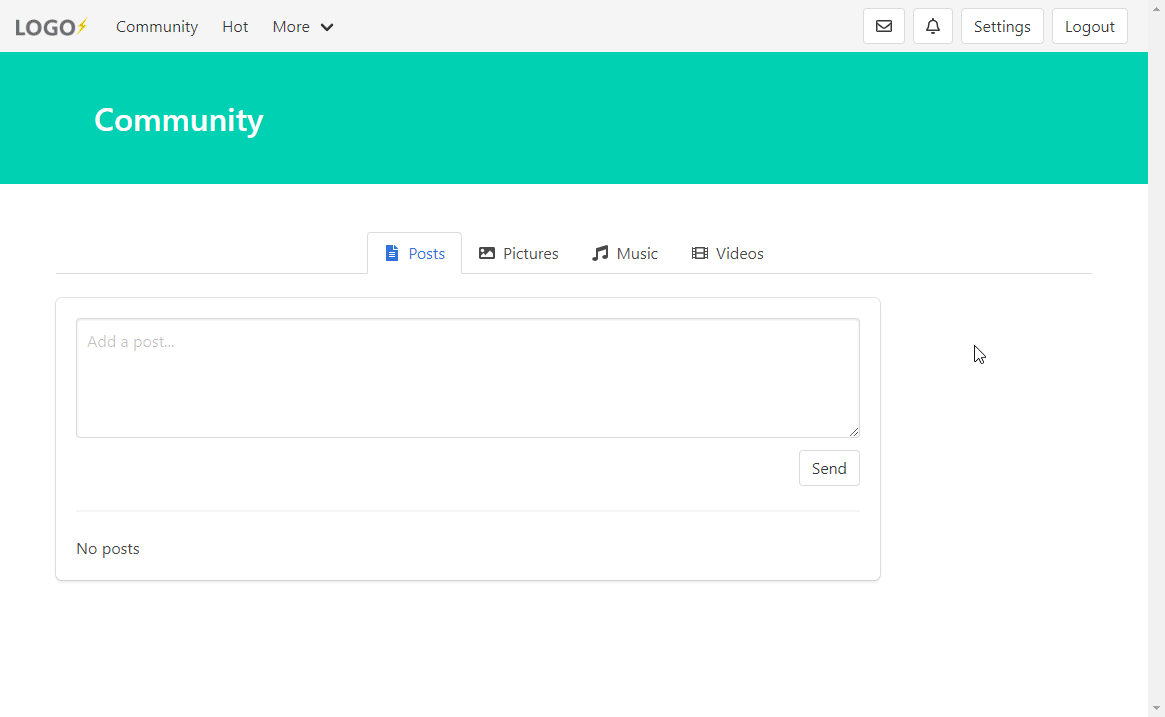 LOGO⚡ Community Hot More Settings Logout
Community
Posts Pictures Music Videos
Add a post...
Send
No posts